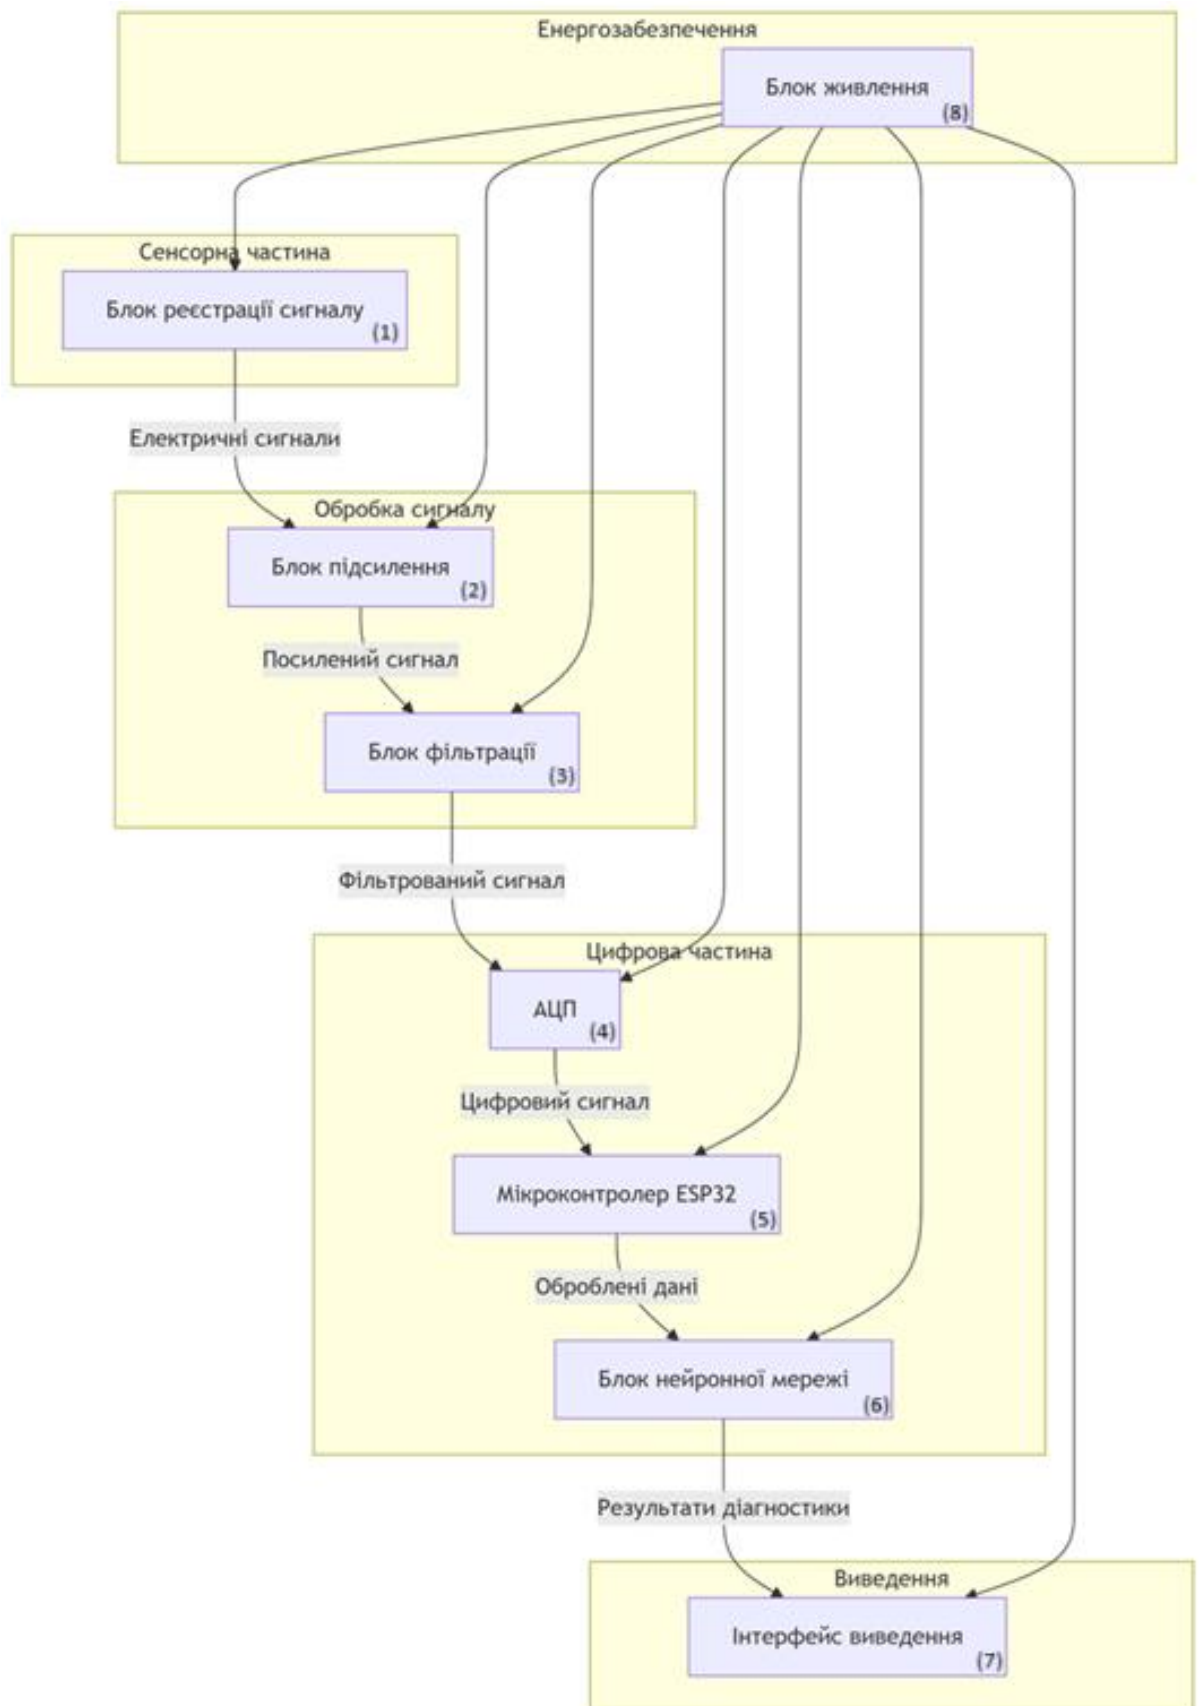 Енергозабезпечення
Блок живлення
(8)
Сенсорна частина
Блок реєстрації сигналу
(1)
Електричні сигнали
Обробка сигналу
Блок підсилення
(2)
Посилений сигнал
Блок фільтрації
(3)
Фільтрований сигнал
Цифрова частина
АЦП
(4)
Цифровий сигнал
Мікроконтролер ESP32
(5)
Оброблені дані
Блок нейронної мережі
(6)
Результати діагностики
Виведення
Інтерфейс виведення
(7)